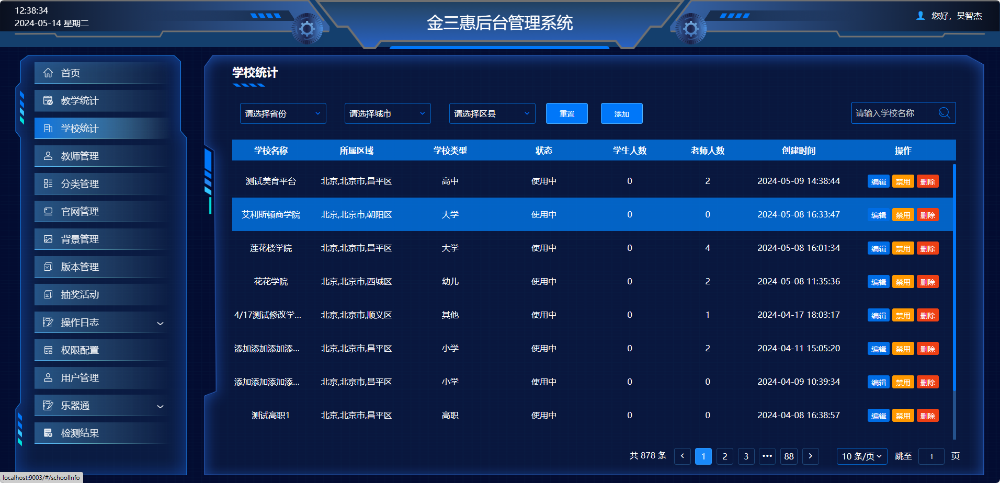 12:38:34
2024-05-14 星期二
金三惠后台管理系统
您好，吴智杰
首页
教学统计
学校统计
教师管理
分类管理
官网管理
背景管理
版本管理
抽奖活动
操作日志
权限配置
用户管理
乐器通
检测结果
学校统计
请选择省份 请选择城市 请选择区县 重置 添加 请输入学校名称
学校名称 所属区域 学校类型 状态 学生人数 老师人数 创建时间 操作
测试美育平台 北京,北京市,昌平区 高中 使用中 0 2 2024-05-09 14:38:44 编辑 禁用 删除
艾利斯顿商学院 北京,北京市,朝阳区 大学 使用中 0 0 2024-05-08 16:33:47 编辑 禁用 删除
莲花楼学院 北京,北京市,昌平区 大学 使用中 0 4 2024-05-08 16:01:34 编辑 禁用 删除
花花学院 北京,北京市,西城区 幼儿 使用中 0 2 2024-05-08 11:35:36 编辑 禁用 删除
4/17测试修改学... 北京,北京市,顺义区 其他 使用中 0 1 2024-04-17 18:03:17 编辑 禁用 删除
添加添加添加添... 北京,北京市,昌平区 小学 使用中 0 2 2024-04-11 15:05:20 编辑 禁用 删除
添加添加添加添... 北京,北京市,昌平区 小学 使用中 0 0 2024-04-09 10:39:34 编辑 禁用 删除
测试高职1 北京,北京市,昌平区 高职 使用中 0 0 2024-04-08 16:38:57 编辑 禁用 删除
共 878 条 1 2 3 ••• 88 10 条/页 跳至 1 页
localhost:9003/#/schoolInfo